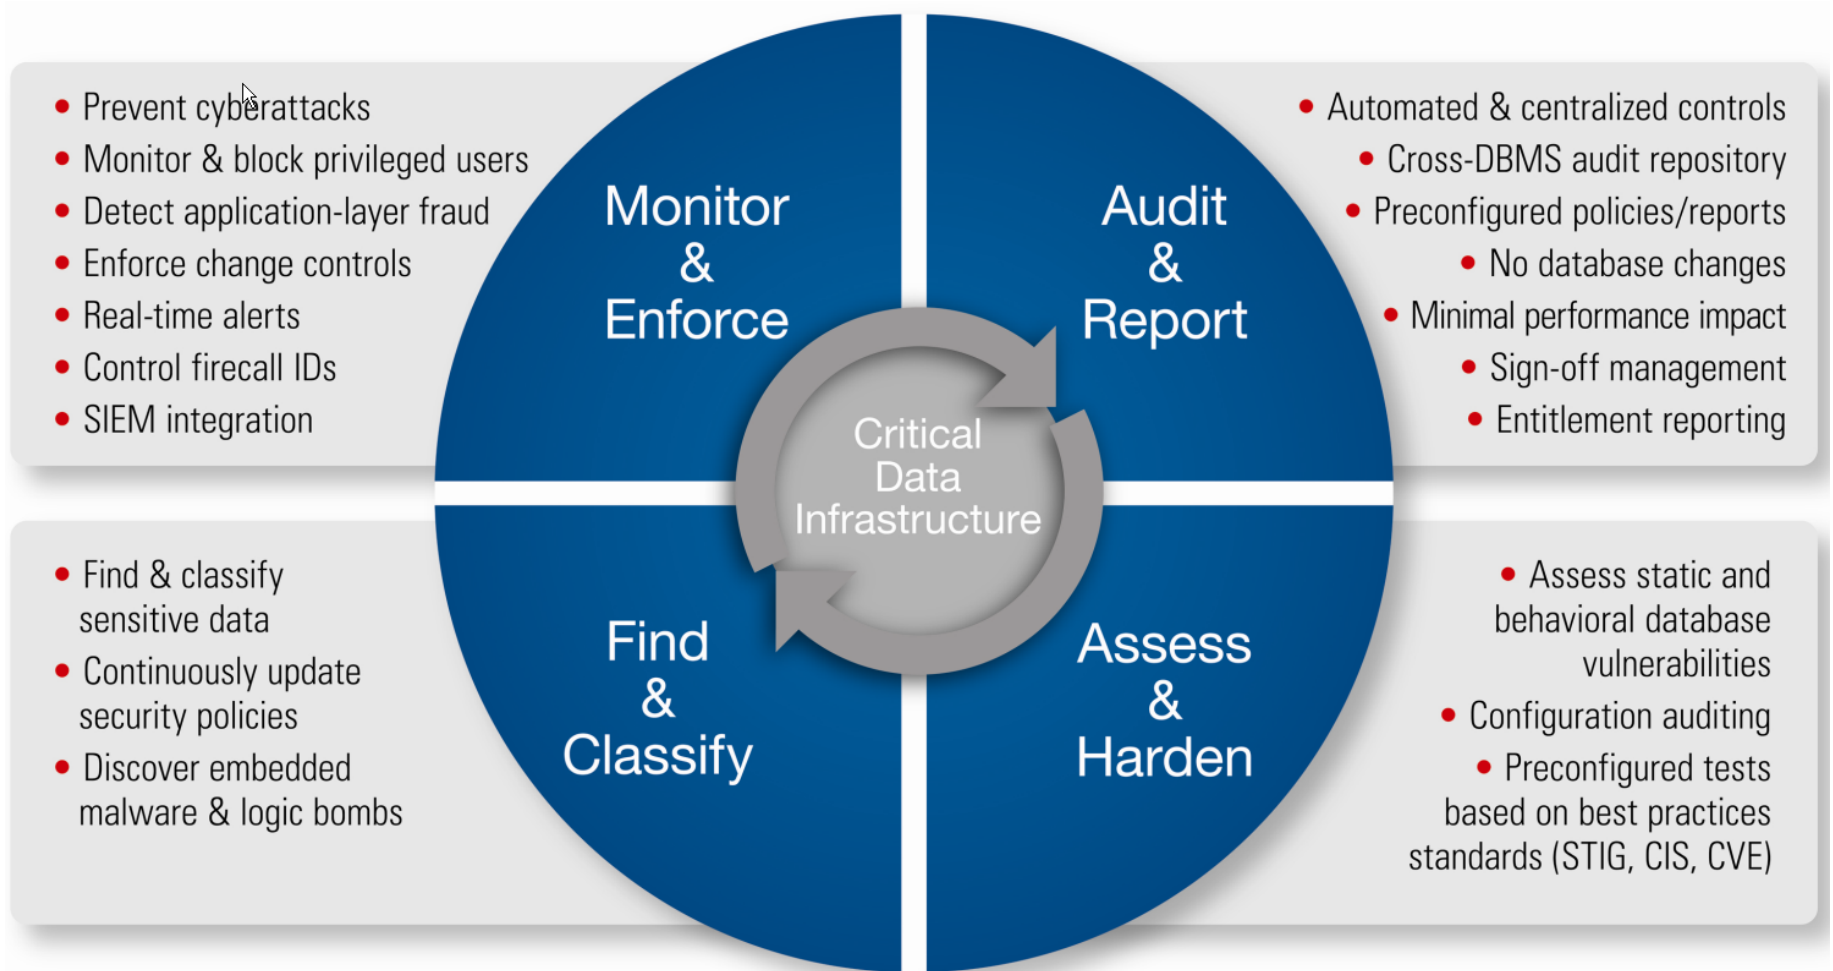 • Prevent cyberattacks
• Monitor & block privileged users
• Detect application-layer fraud
• Enforce change controls
• Real-time alerts
• Control firecall IDs
• SIEM integration
Monitor
&
Enforce
Audit
&
Report
• Automated & centralized controls
• Cross-DBMS audit repository
• Preconfigured policies/reports
• No database changes
• Minimal performance impact
• Sign-off management
• Entitlement reporting
Critical
Data
Infrastructure
• Find & classify
sensitive data
• Continuously update
security policies
• Discover embedded
malware & logic bombs
Find
&
Classify
Assess
&
Harden
• Assess static and
behavioral database
vulnerabilities
• Configuration auditing
• Preconfigured tests
based on best practices
standards (STIG, CIS, CVE)